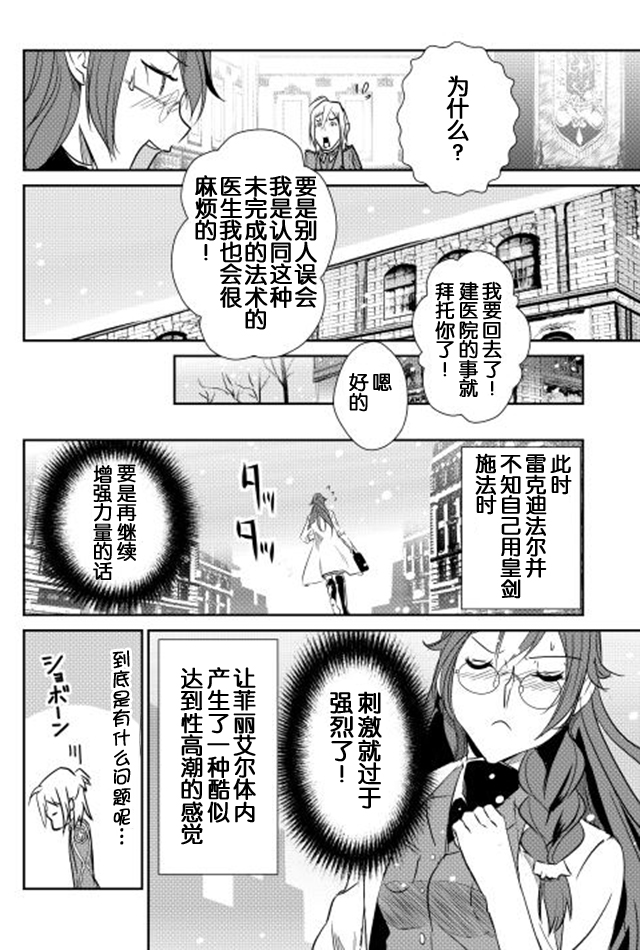 为什么？
要是别人误会
我是认同这种
未完成的法术的
医生我也会很
麻烦的！
我要回去了！
建医院的事就
拜托你了！
嗯
好的
此时
雷克迪法尔并
不知自己用皇剑
施法时
ダッ
ダッ
要是再继续
增强力量的话
刺激就过于
强烈了！
让菲丽艾尔体内
产生了一种酷似
达到性高潮的感觉
到底是有什么问题呢…
ショボーン